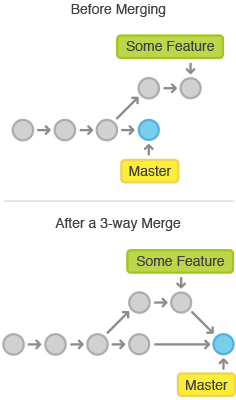 Before Merging
Some Feature
Master
After a 3-way Merge
Some Feature
Master